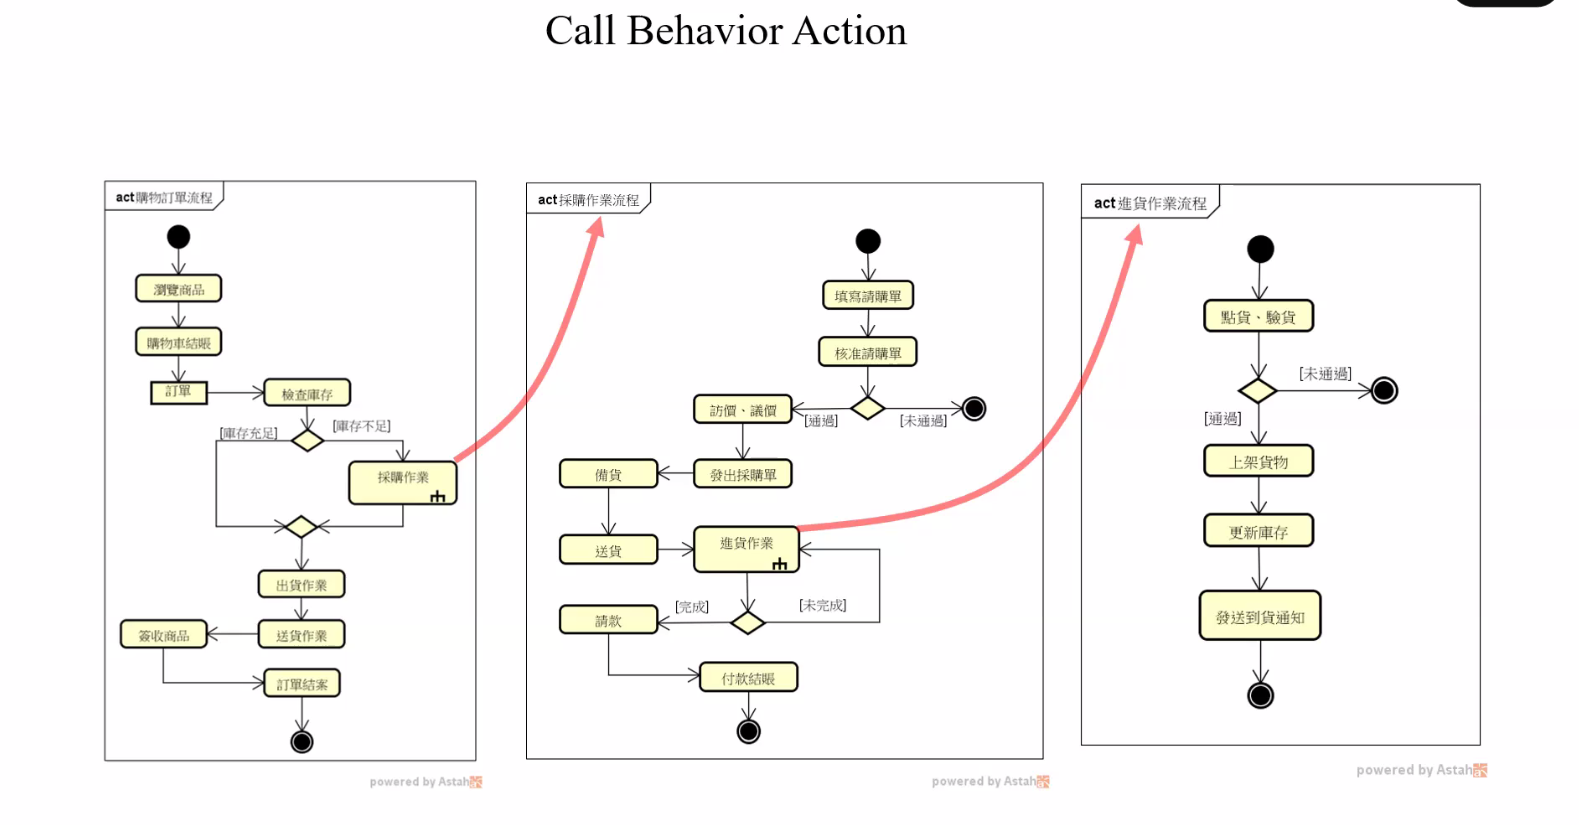 Call Behavior Action
act 購物訂單流程
瀏覽商品
購物車結賬
訂單
檢查庫存
[庫存充足]
[庫存不足]
採購作業
出貨作業
簽收商品
送貨作業
訂單結案
powered by Astah
act 採購作業流程
填寫請購單
核准請購單
訪價、議價
[通過]
[未通過]
備貨
發出採購單
送貨
進貨作業
[完成]
[未完成]
請款
付款結賬
powered by Astah
act 進貨作業流程
點貨、驗貨
[未通過]
[通過]
上架貨物
更新庫存
發送到貨通知
powered by Astah